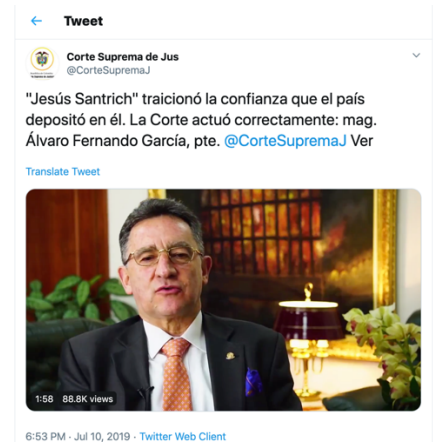 Tweet
Corte Suprema de Jus
@CorteSupremaJ
"Jesús Santrich" traicionó la confianza que el país
depositó en él. La Corte actuó correctamente: mag.
Álvaro Fernando García, pte. @CorteSupremaJ Ver
Translate Tweet
1:58 88.8K views
6:53 PM · Jul 10, 2019 · Twitter Web Client